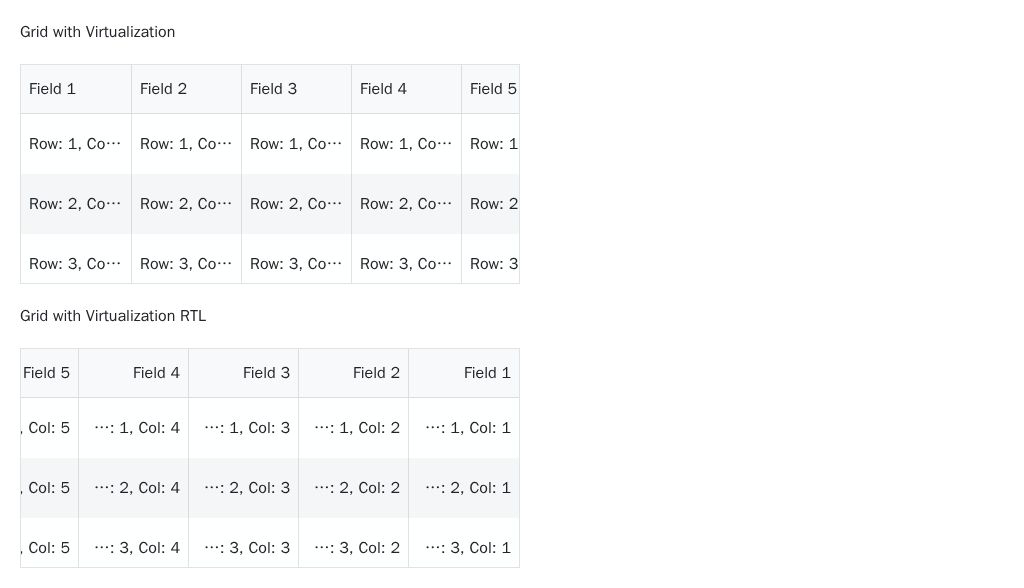 Grid with Virtualization
Field 1 Field 2 Field 3 Field 4 Field 5
Row: 1, Co··· Row: 1, Co··· Row: 1, Co··· Row: 1, Co··· Row: 1
Row: 2, Co··· Row: 2, Co··· Row: 2, Co··· Row: 2, Co··· Row: 2
Row: 3, Co··· Row: 3, Co··· Row: 3, Co··· Row: 3, Co··· Row: 3
Grid with Virtualization RTL
Field 5 Field 4 Field 3 Field 2 Field 1
, Col: 5 ···: 1, Col: 4 ···: 1, Col: 3 ···: 1, Col: 2 ···: 1, Col: 1
, Col: 5 ···: 2, Col: 4 ···: 2, Col: 3 ···: 2, Col: 2 ···: 2, Col: 1
, Col: 5 ···: 3, Col: 4 ···: 3, Col: 3 ···: 3, Col: 2 ···: 3, Col: 1